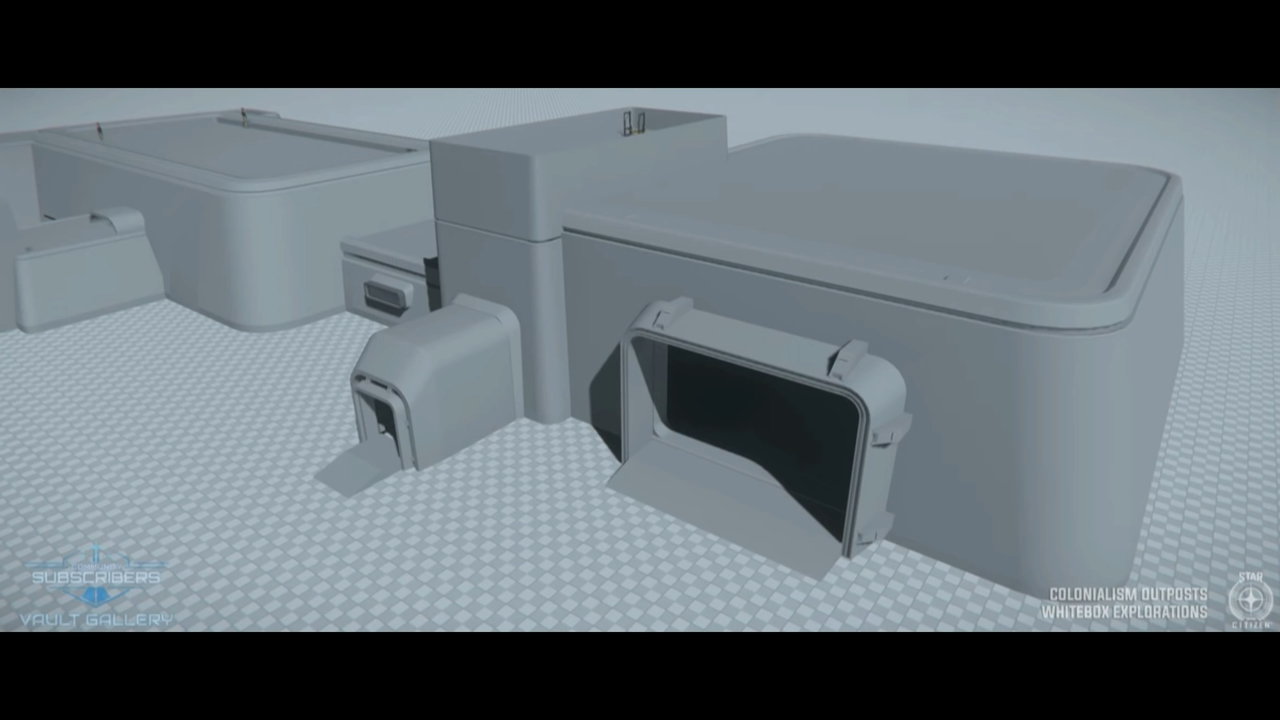 SUBSCRIBERS
VAULT GALLERY
COLONIALISM OUTPOSTS
WHITEBOX EXPLORATIONS
STAR
CITIZEN